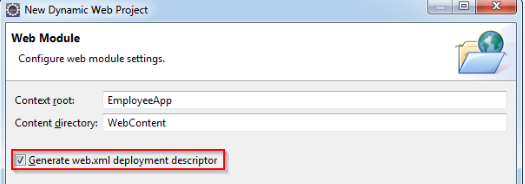 New Dynamic Web Project
Web Module
Configure web module settings.
Context root: EmployeeApp
Content directory: WebContent
Generate web.xml deployment descriptor